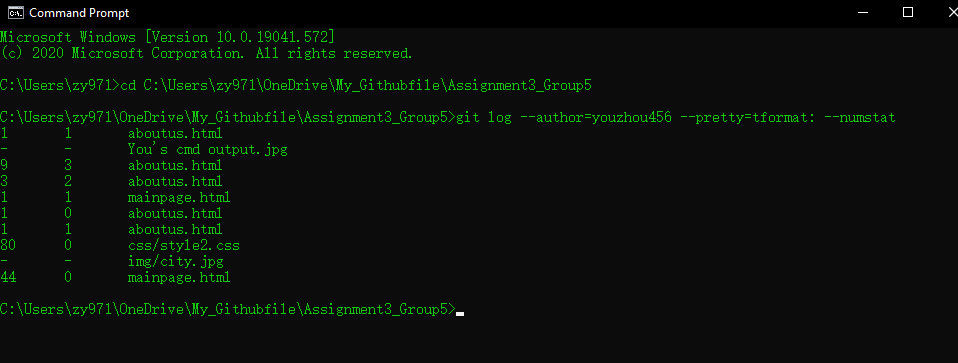 Command Prompt
Microsoft Windows [Version 10.0.19041.572]
(c) 2020 Microsoft Corporation. All rights reserved.
C:\Users\zy971>cd C:\Users\zy971\OneDrive\My_Githubfile\Assignment3_Group5
C:\Users\zy971\OneDrive\My_Githubfile\Assignment3_Group5>git log --author=youzhou456 --pretty=tformat: --numstat
1 1 aboutus.html
- - You's cmd output.jpg
9 3 aboutus.html
3 2 aboutus.html
1 1 mainpage.html
1 0 aboutus.html
1 1 aboutus.html
80 0 css/style2.css
- - img/city.jpg
44 0 mainpage.html
C:\Users\zy971\OneDrive\My_Githubfile\Assignment3_Group5>